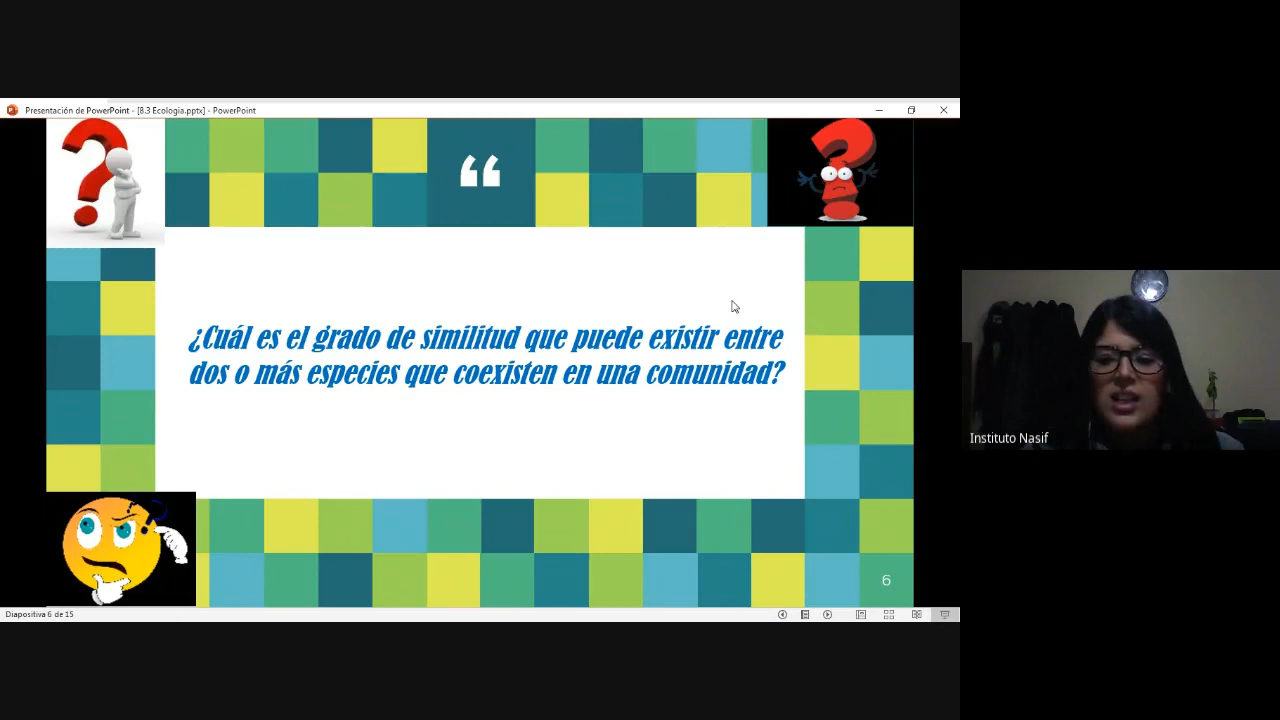 Presentación de PowerPoint - [8.3 Ecologia.pptx] - PowerPoint
“
¿Cuál es el grado de similitud que puede existir entre
dos o más especies que coexisten en una comunidad?
6
Instituto Nasif
Diapositiva 6 de 15